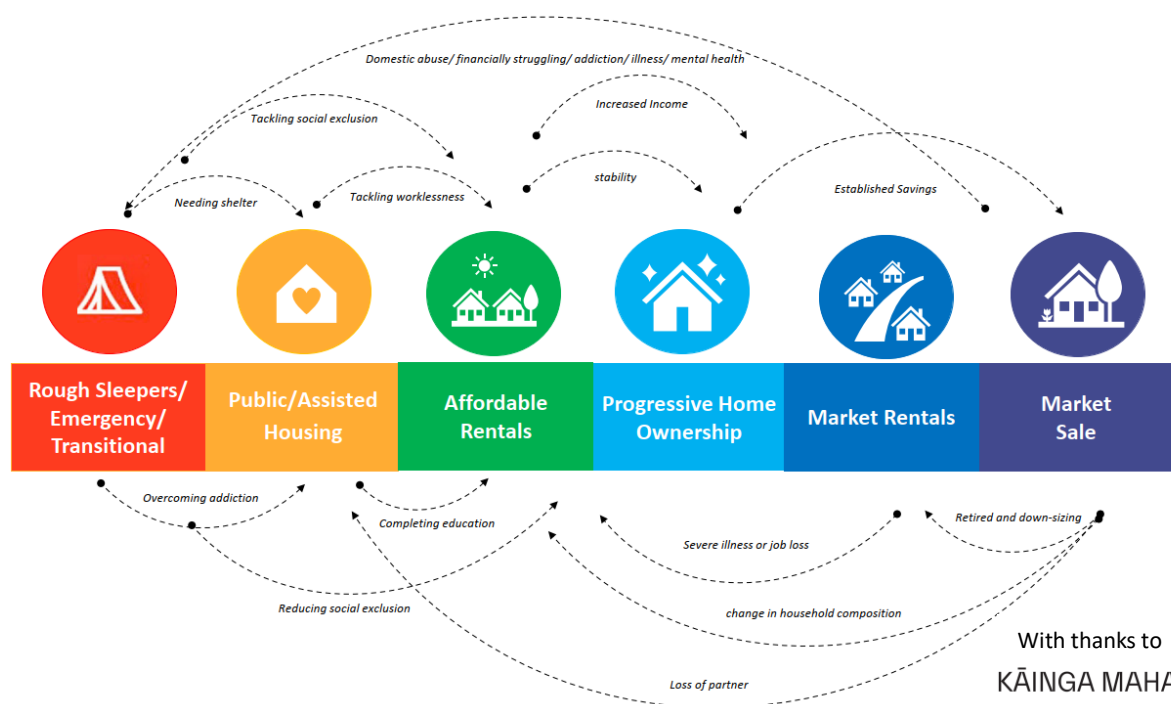 Domestic abuse/ financially struggling/ addiction/ illness/ mental health
Increased Income
Tackling social exclusion
stability
Established Savings
Needing shelter
Tackling worklessness
Rough Sleepers/
Emergency/
Transitional
Public/Assisted
Housing
Affordable
Rentals
Progressive Home
Ownership
Market Rentals
Market
Sale
Overcoming addiction
Completing education
Severe illness or job loss
Retired and down-sizing
Reducing social exclusion
change in household composition
Loss of partner
With thanks to
KĀINGA MAHA